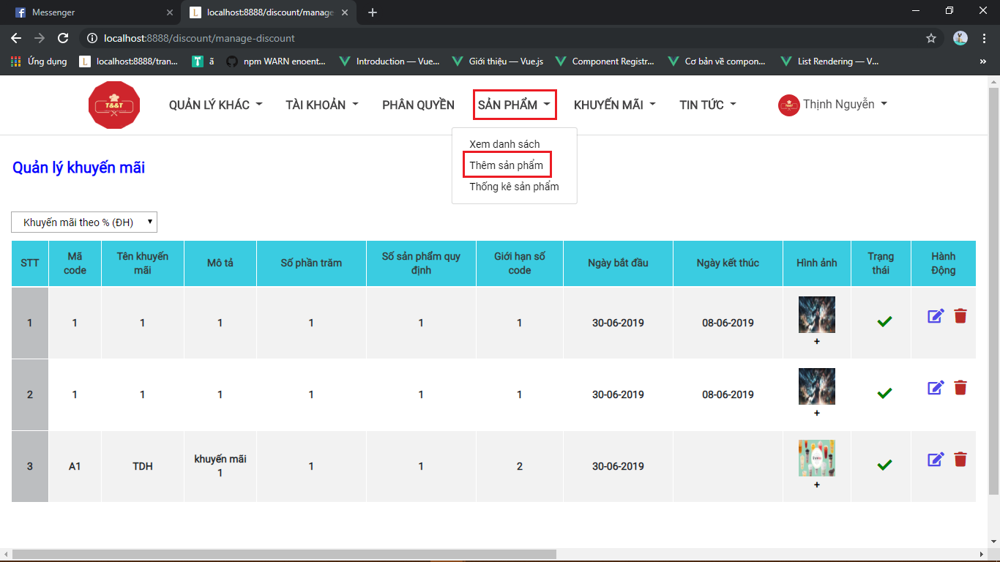 Messenger
localhost:8888/discount/manage
localhost:8888/discount/manage-discount
Ứng dụng
localhost:8888/tran...
ã
npm WARN enoent...
Introduction — Vue...
Giới thiệu — Vue.js
Component Registr...
Cơ bản về compon...
List Rendering — V...
T&&T
QUẢN LÝ KHÁC
TÀI KHOẢN
PHÂN QUYỀN
SẢN PHẨM
KHUYẾN MÃI
TIN TỨC
Thịnh Nguyễn
Xem danh sách
Thêm sản phẩm
Thống kê sản phẩm
Quản lý khuyến mãi
Khuyến mãi theo % (ĐH)
STT
Mã code
Tên khuyến mãi
Mô tả
Số phần trăm
Số sản phẩm quy định
Giới hạn số code
Ngày bắt đầu
Ngày kết thúc
Hình ảnh
Trạng thái
Hành Động
1 1 1 1 1 1 1 30-06-2019 08-06-2019
+
2 1 1 1 1 1 1 30-06-2019 08-06-2019
+
3 A1 TDH khuyến mãi 1 1 1 2 30-06-2019
+